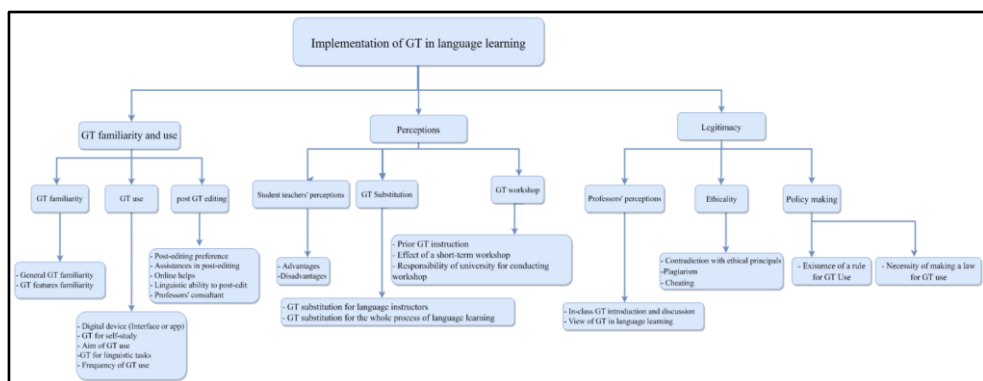 Implementation of GT in language learning
GT familiarity and use
Perceptions
Legitimacy
GT familiarity
GT use
post GT editing
Student teachers' perceptions
GT Substitution
GT workshop
Professors' perceptions
Ethicality
Policy making
- General GT familiarity
- GT features familiarity
- Post-editing preference
- Assistances in post-editing
- Online helps
- Linguistic ability to post-edit
- Professors' consultant
- Digital device (Interface or app)
- GT for self-study
- Aim of GT use
-GT for linguistic tasks
- Frequency of GT use
- Advantages
-Disadvantages
- Prior GT instruction
- Effect of a short-term workshop
- Responsibility of university for conducting
workshop
- GT substitution for language instructors
- GT substitution for the whole process of language learning
- Contradiction with ethical principals
-Plagiarism
- Cheating
- In-class GT introduction and discussion
- View of GT in language learning
- Existence of a rule
for GT Use
- Necessity of making a law
for GT use